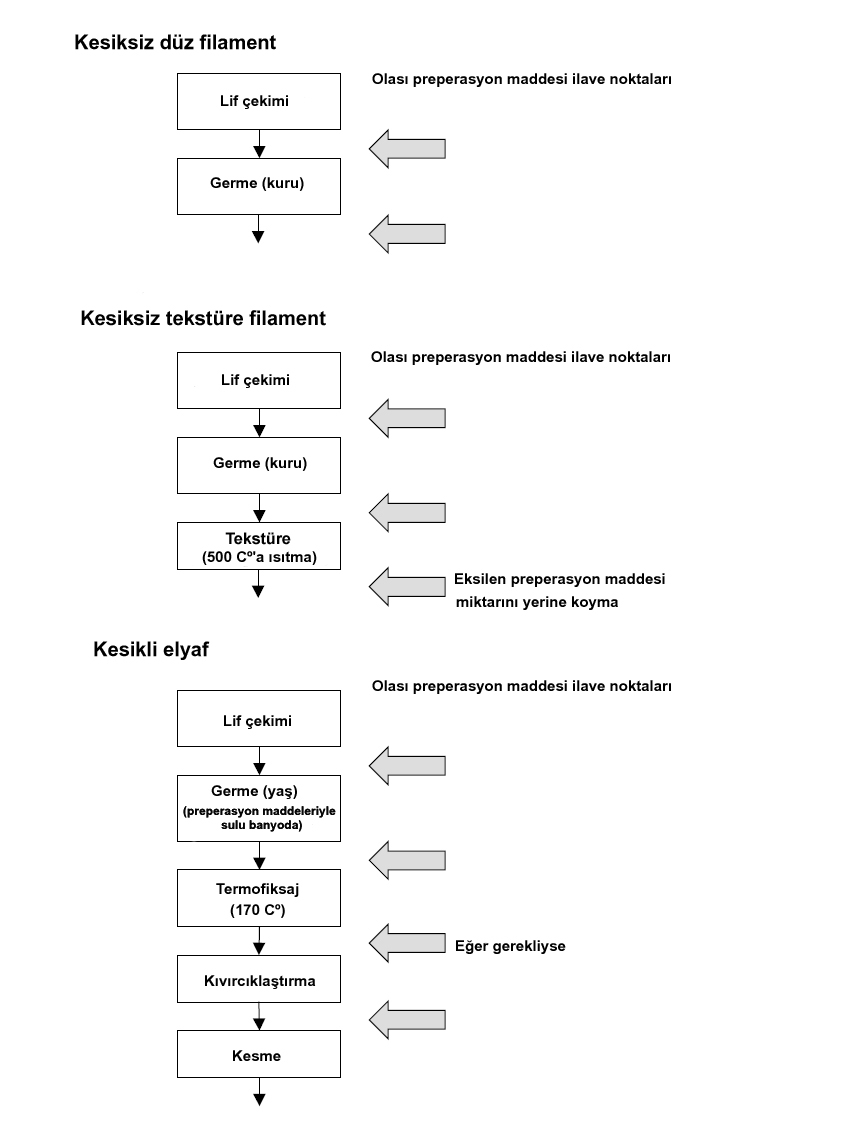 Kesiksiz düz filament
Olası preperasyon maddesi ilave noktaları
Lif çekimi
Germe (kuru)
Kesiksiz tekstüre filament
Olası preperasyon maddesi ilave noktaları
Lif çekimi
Germe (kuru)
Tekstüre
(500 Cº'a ısıtma)
Eksilen preperasyon maddesi
miktarını yerine koyma
Kesikli elyaf
Olası preperasyon maddesi ilave noktaları
Lif çekimi
Germe (yaş)
(preperasyon maddeleriyle
sulu banyoda)
Termofiksaj
(170 Cº)
Eğer gerekliyse
Kıvırcıklaştırma
Kesme